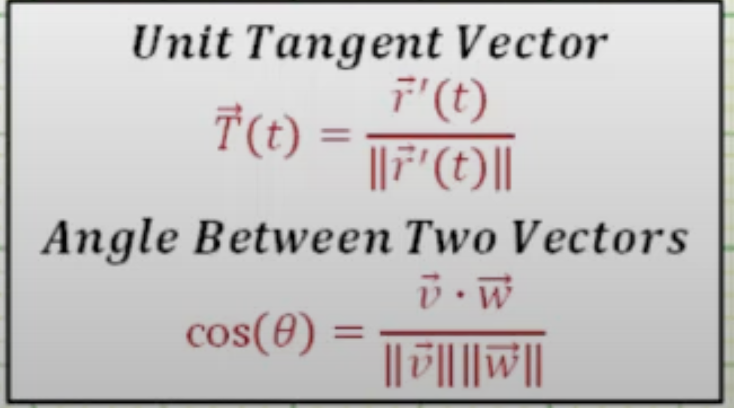 Unit Tangent Vector
T⃗(t) = r⃗′(t) / ‖r⃗′(t)‖
Angle Between Two Vectors
cos(θ) = v⃗ · w⃗ / ‖v⃗‖‖w⃗‖